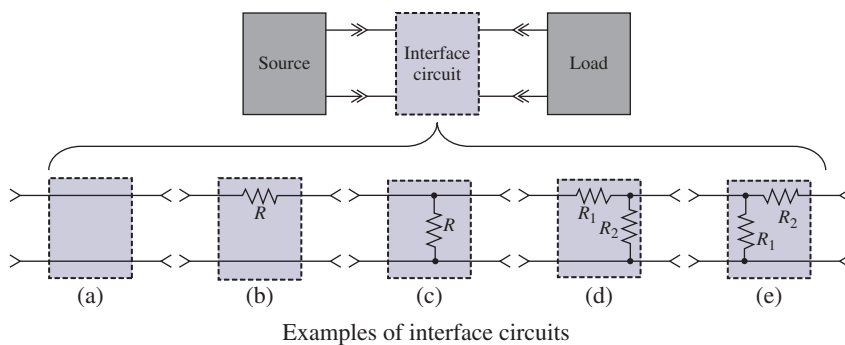 Source
Interface
circuit
Load
R
R
R1
R2
R1
R2
(a)
(b)
(c)
(d)
(e)
Examples of interface circuits